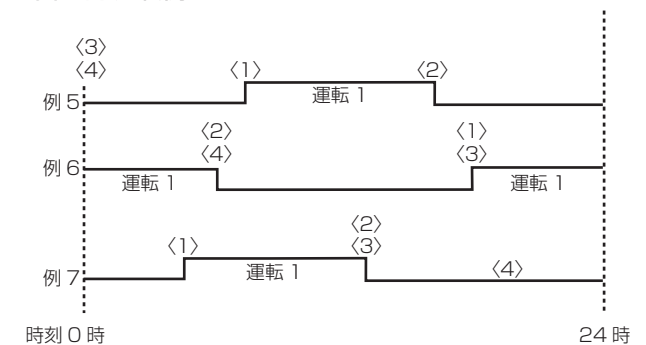 〈3〉
〈4〉 〈1〉 〈2〉
例 5 運転 1
〈2〉 〈1〉
〈4〉 〈3〉
例 6 運転 1 運転 1
〈2〉
〈1〉 〈3〉
例 7 運転 1 〈4〉
時刻 0 時 24 時